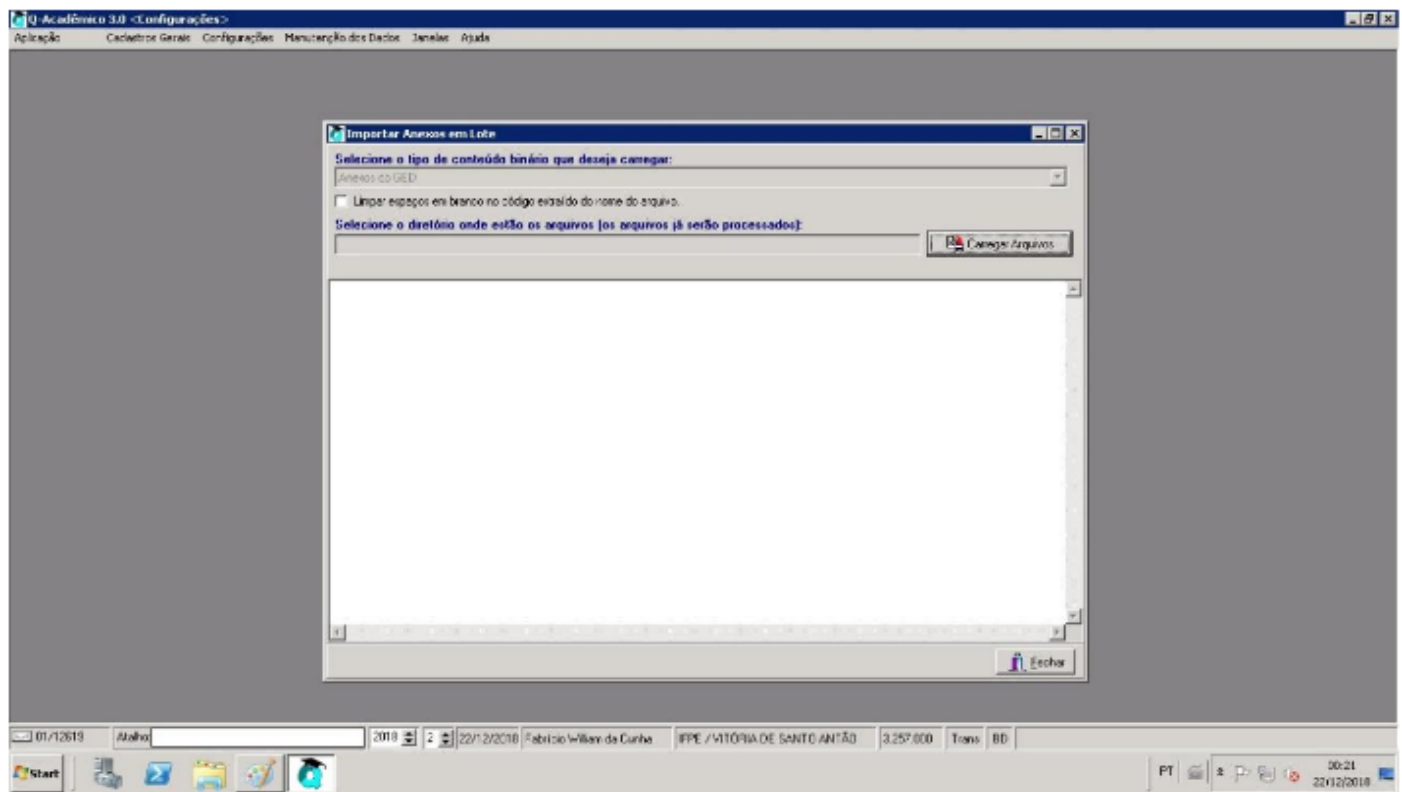 Q-Acadêmico 3.0 <Configurações>
Aplicação Cadastros Gerais Configurações Manutenção dos Dados Janelas Ajuda
Importar Anexos em Lote
Selecione o tipo de conteúdo binário que deseja carregar:
Anexos do GED
Limpar espaços em branco no código extraído do nome do arquivo.
Selecione o diretório onde estão os arquivos (os arquivos já serão processados):
Carregar Arquivos
Fechar
01/12619 Atalho 2018 2 22/12/2018 Fabricio William da Cunha IFPE / VITÓRIA DE SANTO ANTÃO 3.257.000 Trans BD
Start PT 00:21
22/12/2018